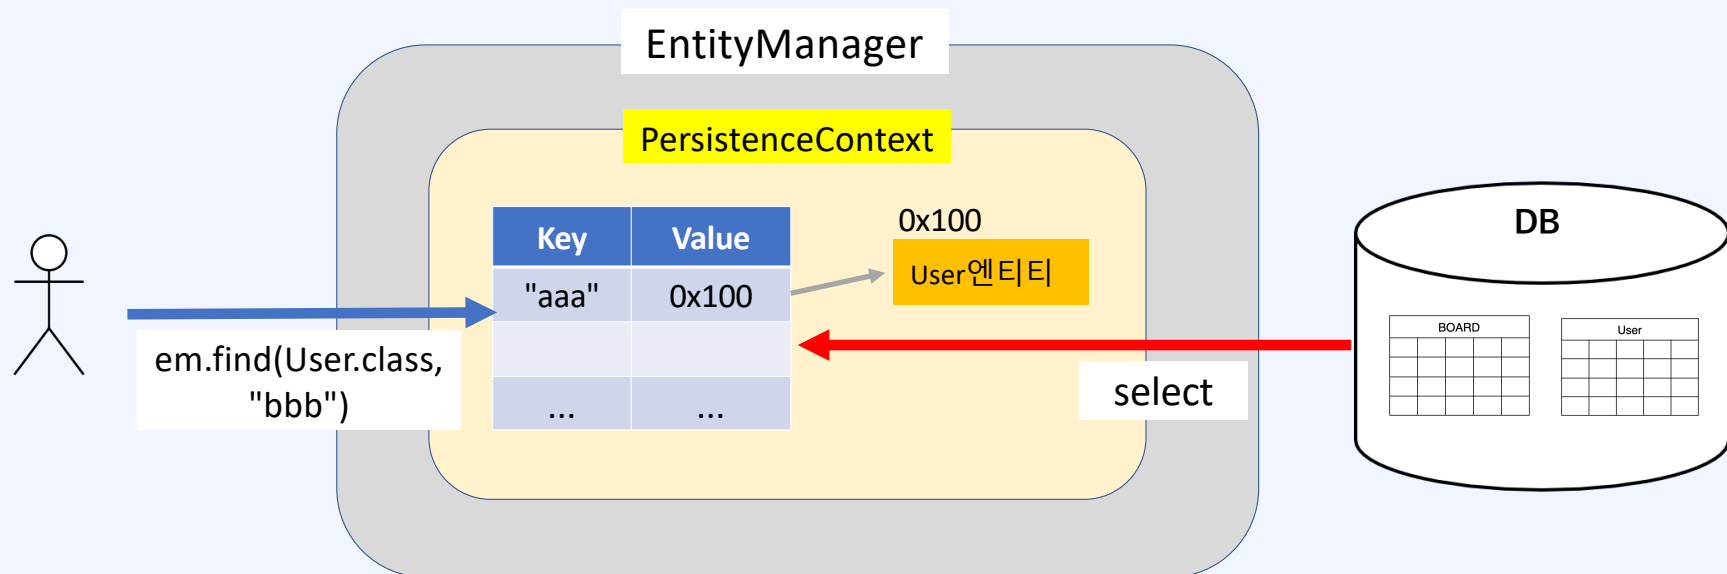 EntityManager
PersistenceContext
Key Value
"aaa" 0x100
... ...
0x100
User엔티티
em.find(User.class,
"bbb")
select
DB
BOARD
User